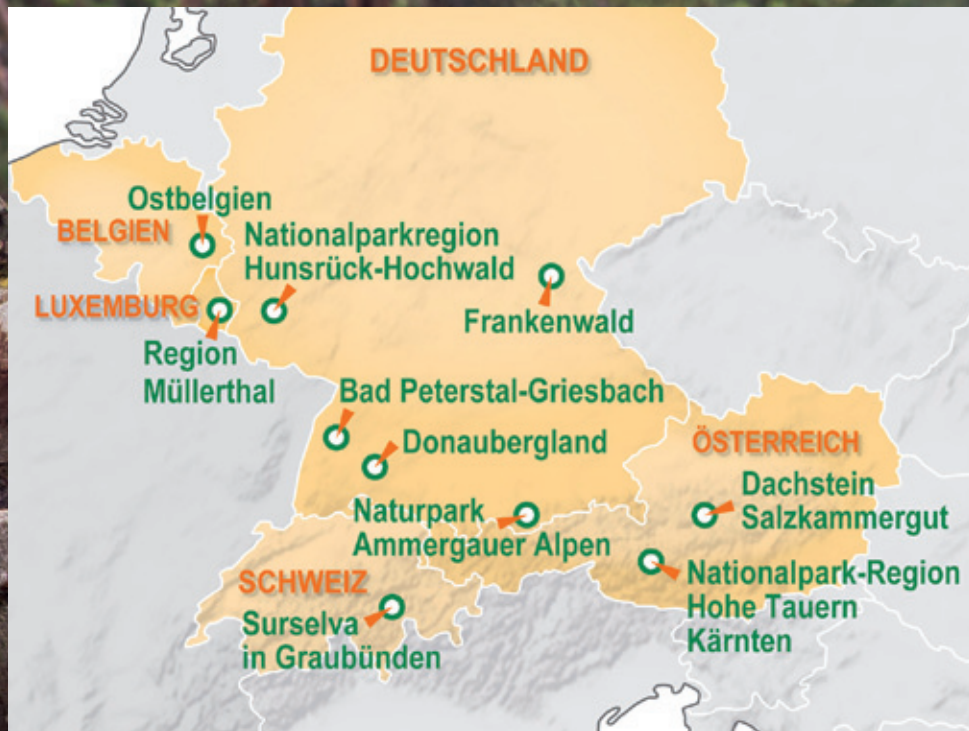 DEUTSCHLAND
Ostbelgien
BELGIEN
Nationalparkregion
Hunsrück-Hochwald
LUXEMBURG
Region
Müllerthal
Frankenwald
Bad Peterstal-Griesbach
Donaubergland
ÖSTERREICH
Dachstein
Salzkammergut
Naturpark
Ammergauer Alpen
Nationalpark-Region
Hohe Tauern
Kärnten
SCHWEIZ
Surselva
in Graubünden